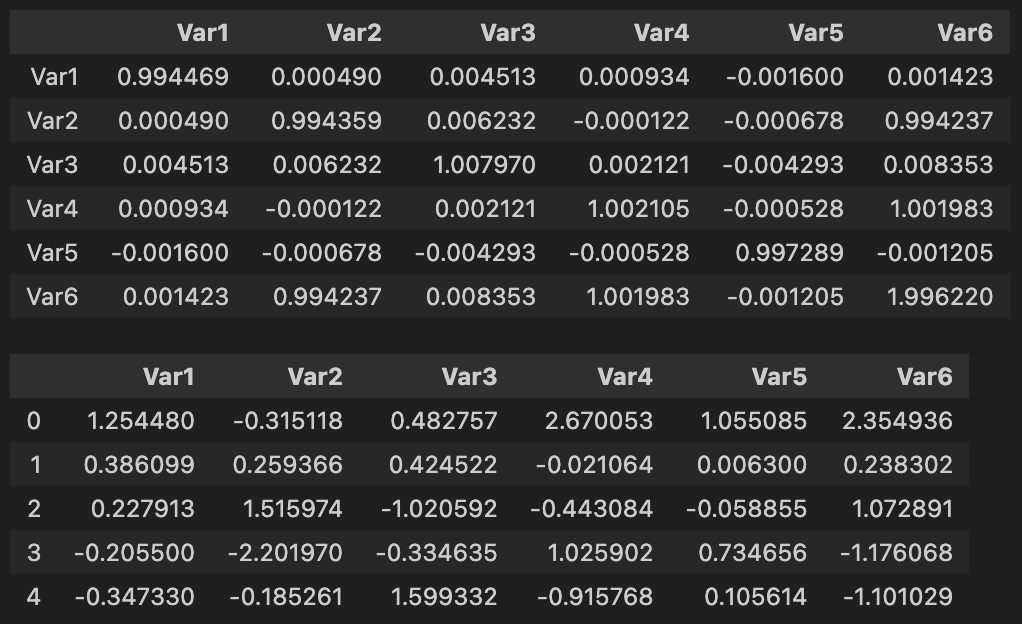 Var1 Var2 Var3 Var4 Var5 Var6
Var1 0.994469 0.000490 0.004513 0.000934 -0.001600 0.001423
Var2 0.000490 0.994359 0.006232 -0.000122 -0.000678 0.994237
Var3 0.004513 0.006232 1.007970 0.002121 -0.004293 0.008353
Var4 0.000934 -0.000122 0.002121 1.002105 -0.000528 1.001983
Var5 -0.001600 -0.000678 -0.004293 -0.000528 0.997289 -0.001205
Var6 0.001423 0.994237 0.008353 1.001983 -0.001205 1.996220
Var1 Var2 Var3 Var4 Var5 Var6
0 1.254480 -0.315118 0.482757 2.670053 1.055085 2.354936
1 0.386099 0.259366 0.424522 -0.021064 0.006300 0.238302
2 0.227913 1.515974 -1.020592 -0.443084 -0.058855 1.072891
3 -0.205500 -2.201970 -0.334635 1.025902 0.734656 -1.176068
4 -0.347330 -0.185261 1.599332 -0.915768 0.105614 -1.101029